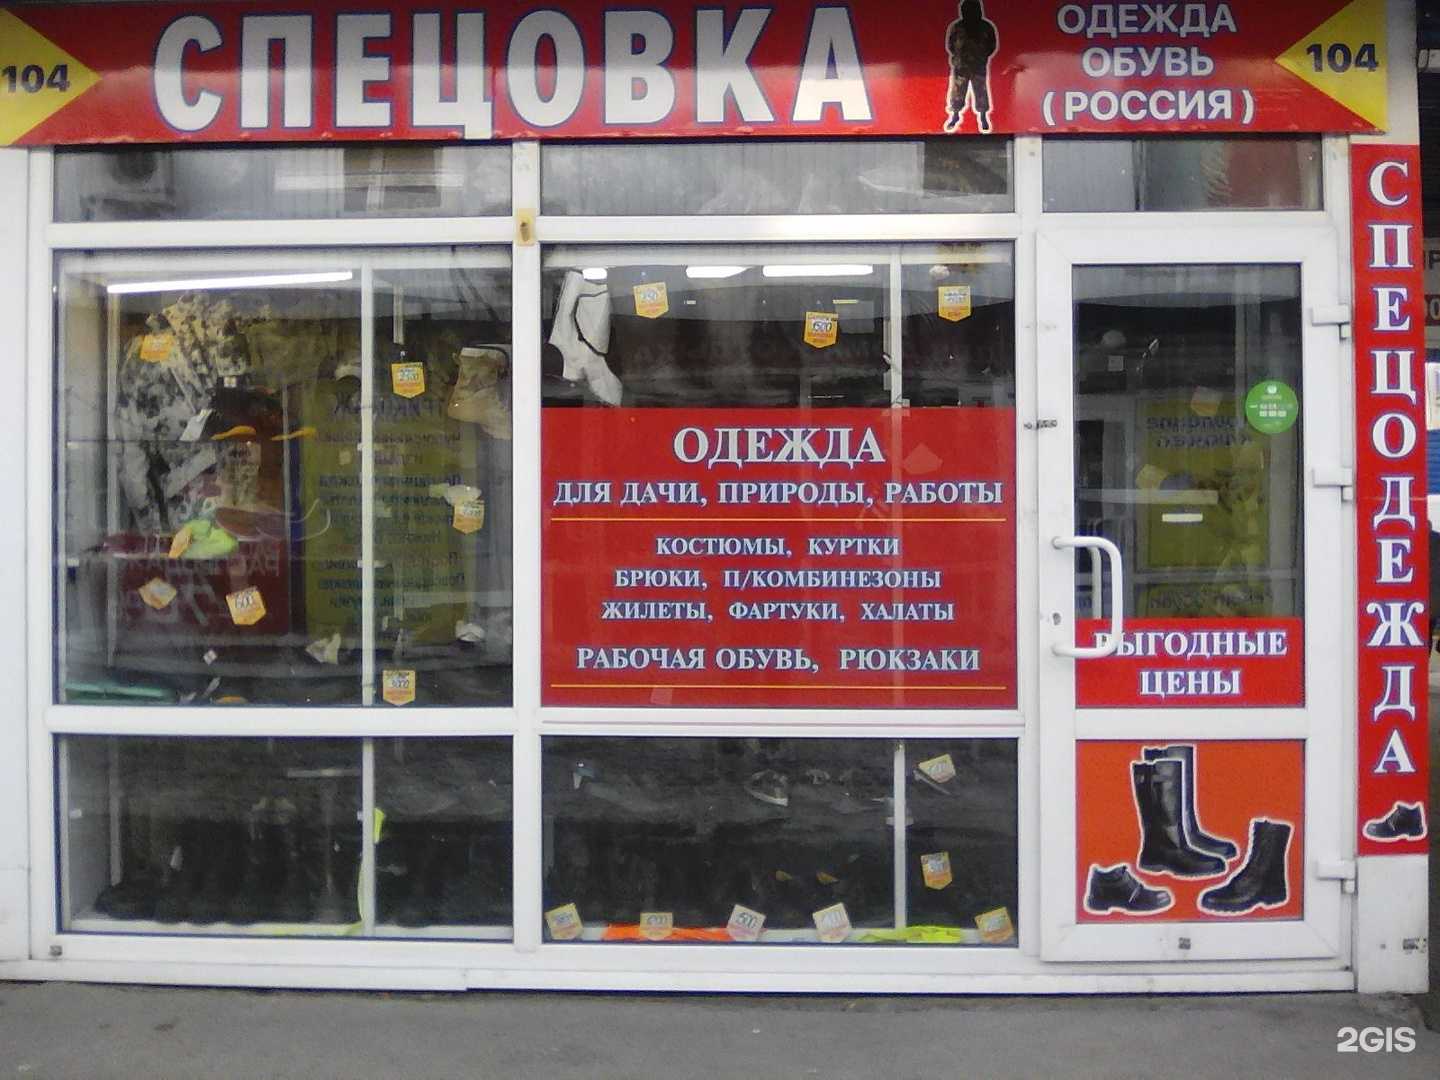 104
СПЕЦОВКА
ОДЕЖДА
ОБУВЬ
(РОССИЯ)
104
СПЕЦОДЕЖДА
ОДЕЖДА
ДЛЯ ДАЧИ, ПРИРОДЫ, РАБОТЫ
КОСТЮМЫ, КУРТКИ
БРЮКИ, П/КОМБИНЕЗОНЫ
ЖИЛЕТЫ, ФАРТУКИ, ХАЛАТЫ
РАБОЧАЯ ОБУВЬ, РЮКЗАКИ
ВЫГОДНЫЕ
ЦЕНЫ
2GIS